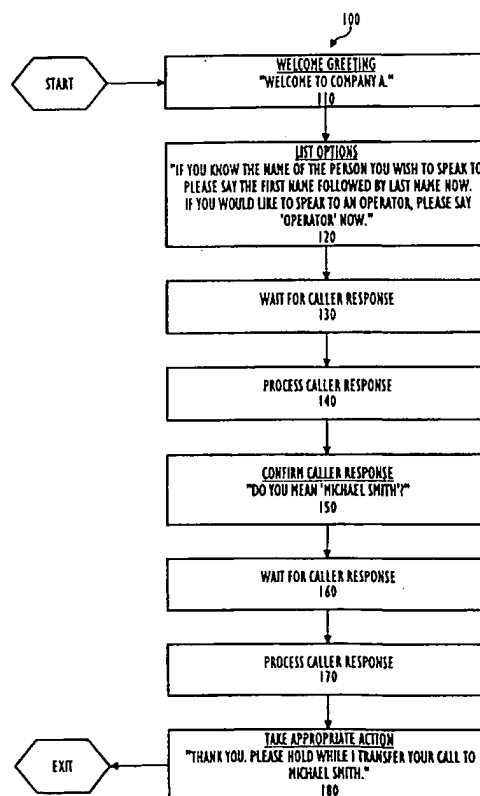 100
START
WELCOME GREETING
"WELCOME TO COMPANY A."
110
LIST OPTIONS
"IF YOU KNOW THE NAME OF THE PERSON YOU WISH TO SPEAK TO
PLEASE SAY THE FIRST NAME FOLLOWED BY LAST NAME NOW.
IF YOU WOULD LIKE TO SPEAK TO AN OPERATOR, PLEASE SAY
'OPERATOR' NOW."
120
WAIT FOR CALLER RESPONSE
130
PROCESS CALLER RESPONSE
140
CONFIRM CALLER RESPONSE
"DO YOU MEAN 'MICHAEL SMITH'?"
150
WAIT FOR CALLER RESPONSE
160
PROCESS CALLER RESPONSE
170
TAKE APPROPRIATE ACTION
"THANK YOU. PLEASE HOLD WHILE I TRANSFER YOUR CALL TO
MICHAEL SMITH."
180
EXIT